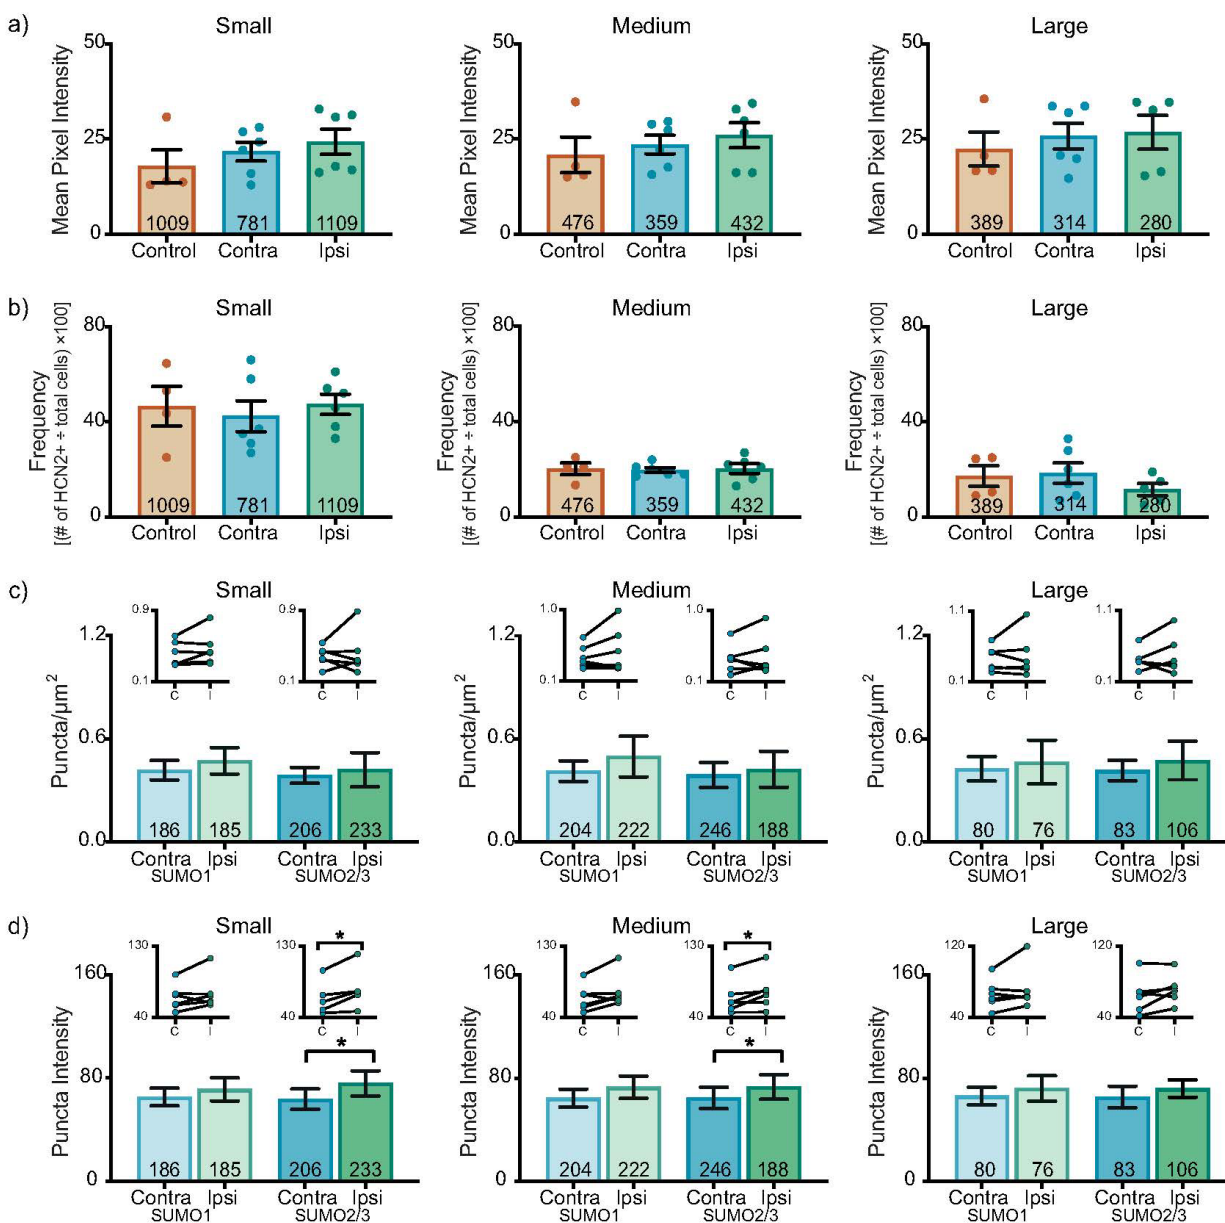 a)
Small
Medium
Large
Mean Pixel Intensity
50
25
0
1009
781
1109
Control
Contra
Ipsi
Mean Pixel Intensity
50
25
0
476
359
432
Control
Contra
Ipsi
Mean Pixel Intensity
50
25
0
389
314
280
Control
Contra
Ipsi
b)
Small
Medium
Large
Frequency
[(# of HCN2+ ÷ total cells) ×100]
80
40
0
1009
781
1109
Control
Contra
Ipsi
Frequency
[(# of HCN2+ ÷ total cells) ×100]
80
40
0
476
359
432
Control
Contra
Ipsi
Frequency
[(# of HCN2+ ÷ total cells) ×100]
80
40
0
389
314
280
Control
Contra
Ipsi
c)
Small
Medium
Large
Puncta/µm²
1.2
0.6
0.0
0.9
0.1
C I
0.9
0.1
C I
186
185
206
233
Contra Ipsi Contra Ipsi
SUMO1 SUMO2/3
Puncta/µm²
1.2
0.6
0.0
1.0
0.1
C I
1.0
0.1
C I
204
222
246
188
Contra Ipsi Contra Ipsi
SUMO1 SUMO2/3
Puncta/µm²
1.2
0.6
0.0
1.1
0.1
C I
1.1
0.1
C I
80
76
83
106
Contra Ipsi Contra Ipsi
SUMO1 SUMO2/3
d)
Small
Medium
Large
Puncta Intensity
160
80
0
130
40
C I
130
40
C I
*
*
186
185
206
233
Contra Ipsi Contra Ipsi
SUMO1 SUMO2/3
Puncta Intensity
160
80
0
130
40
C I
130
40
C I
*
*
204
222
246
188
Contra Ipsi Contra Ipsi
SUMO1 SUMO2/3
Puncta Intensity
160
80
0
120
40
C I
120
40
C I
80
76
83
106
Contra Ipsi Contra Ipsi
SUMO1 SUMO2/3